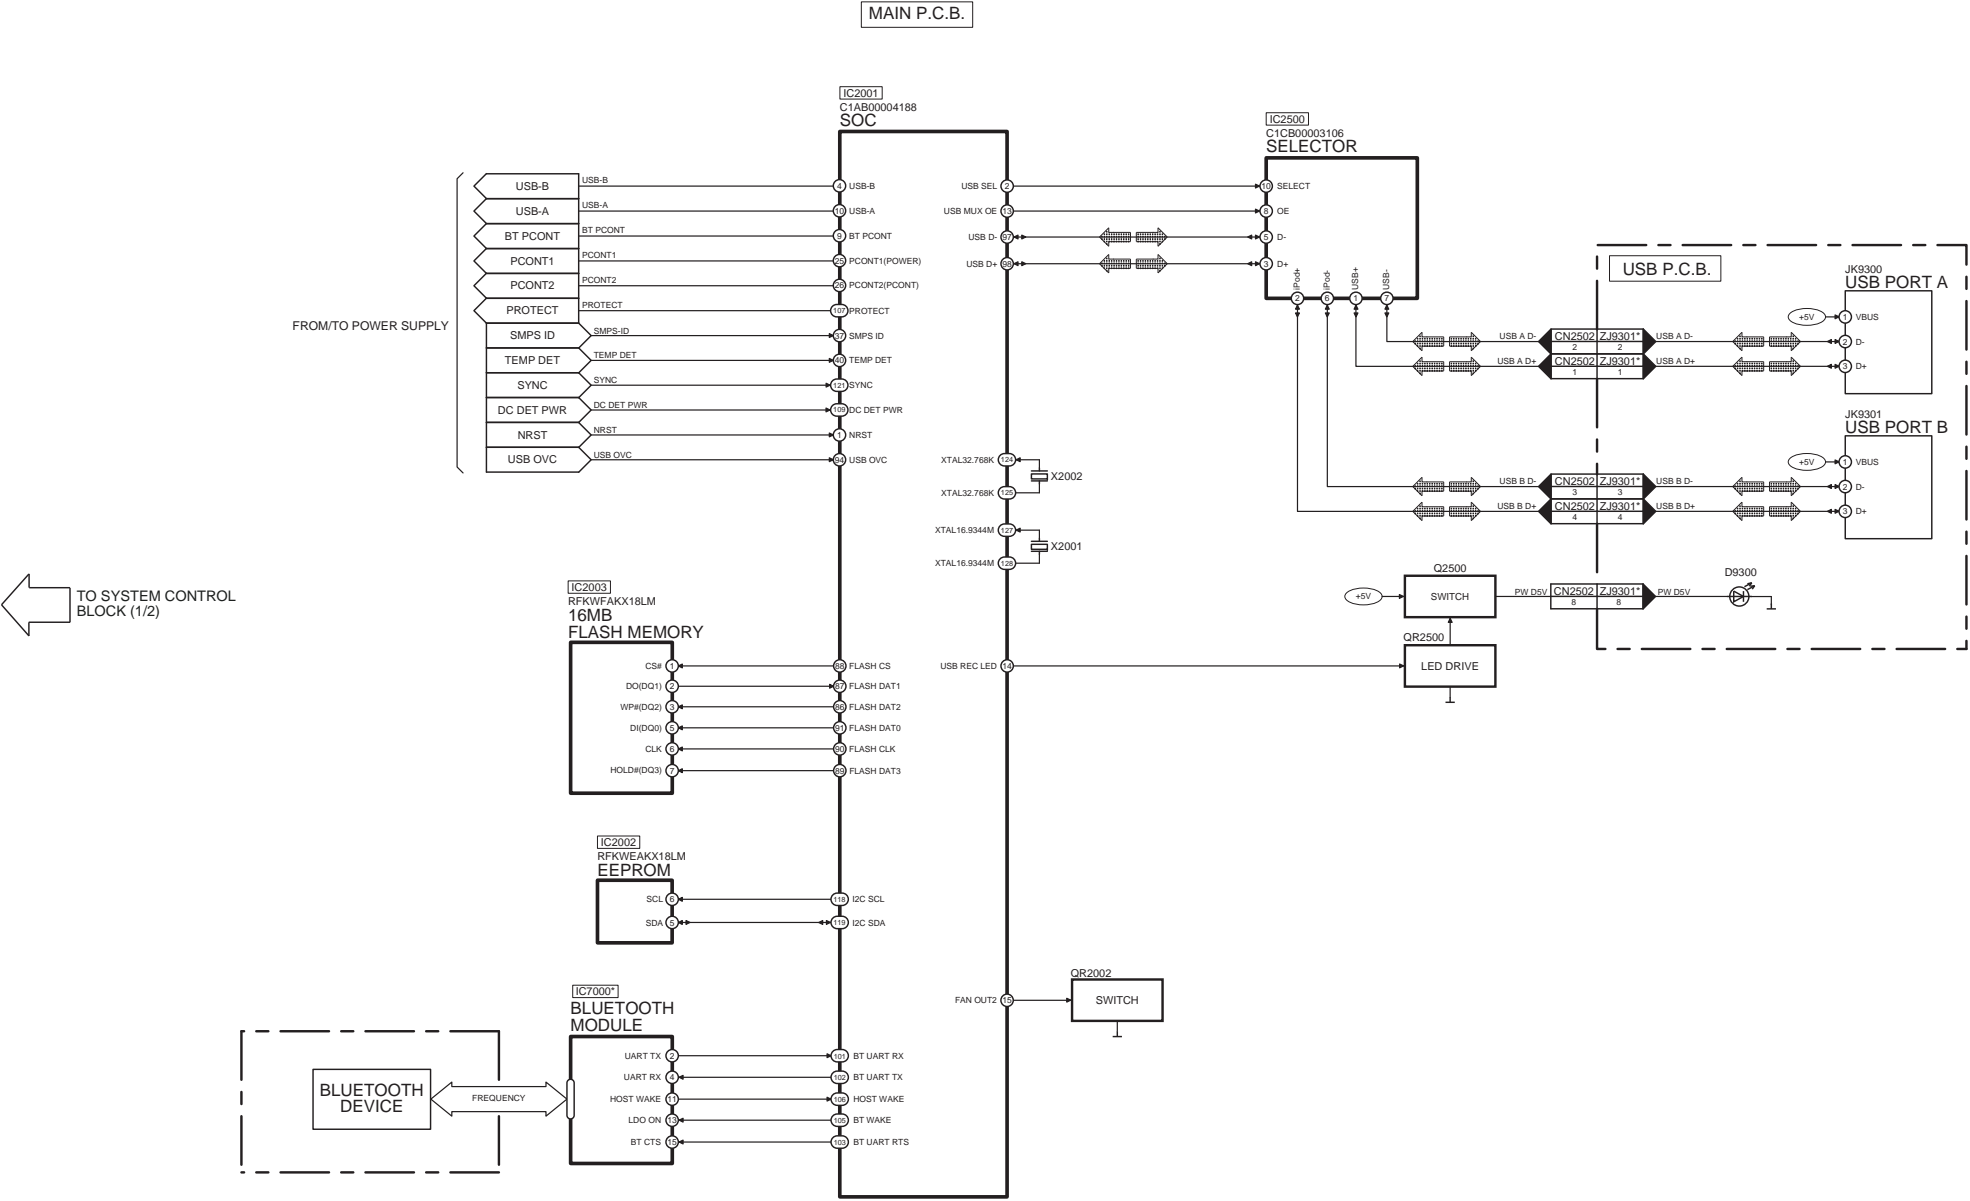 MAIN P.C.B.
IC2001
C1AB00004188
SOC
IC2500
C1CB00003106
SELECTOR
FROM/TO POWER SUPPLY
USB-B USB-B 4 USB-B
USB-A USB-A 10 USB-A
BT PCONT BT PCONT 9 BT PCONT
PCONT1 PCONT1 25 PCONT1(POWER)
PCONT2 PCONT2 26 PCONT2(PCONT)
PROTECT PROTECT 107 PROTECT
SMPS ID SMPS-ID 37 SMPS ID
TEMP DET TEMP DET 40 TEMP DET
SYNC SYNC 121 SYNC
DC DET PWR DC DET PWR 109 DC DET PWR
NRST NRST 1 NRST
USB OVC USB OVC 94 USB OVC
USB SEL 2 10 SELECT
USB MUX OE 13 8 OE
USB D- 97 5 D-
USB D+ 98 3 D+
iPod+ iPod- USB+ USB-
2 6 1 7
USB P.C.B.
JK9300
USB PORT A
+5V 1 VBUS
USB A D- CN2502 ZJ9301* USB A D- 2 D-
2 2
USB A D+ CN2502 ZJ9301* USB A D+ 3 D+
1 1
JK9301
USB PORT B
+5V 1 VBUS
USB B D- CN2502 ZJ9301* USB B D- 2 D-
3 3
USB B D+ CN2502 ZJ9301* USB B D+ 3 D+
4 4
XTAL32.768K 124
X2002
XTAL32.768K 125
XTAL16.9344M 127
X2001
XTAL16.9344M 128
Q2500
+5V SWITCH PW D5V CN2502 ZJ9301* PW D5V D9300
8 8
QR2500
USB REC LED 14 LED DRIVE
TO SYSTEM CONTROL
BLOCK (1/2)
IC2003
RFKWFAKX18LM
16MB
FLASH MEMORY
CS# 1 88 FLASH CS
DO(DQ1) 2 87 FLASH DAT1
WP#(DQ2) 3 86 FLASH DAT2
DI(DQ0) 5 91 FLASH DAT0
CLK 6 90 FLASH CLK
HOLD#(DQ3) 7 89 FLASH DAT3
IC2002
RFKWEAKX18LM
EEPROM
SCL 6 118 I2C SCL
SDA 5 119 I2C SDA
QR2002
FAN OUT2 15 SWITCH
IC7000*
BLUETOOTH
MODULE
UART TX 2 101 BT UART RX
UART RX 4 102 BT UART TX
HOST WAKE 11 106 HOST WAKE
LDO ON 13 105 BT WAKE
BT CTS 15 103 BT UART RTS
BLUETOOTH
DEVICE
FREQUENCY